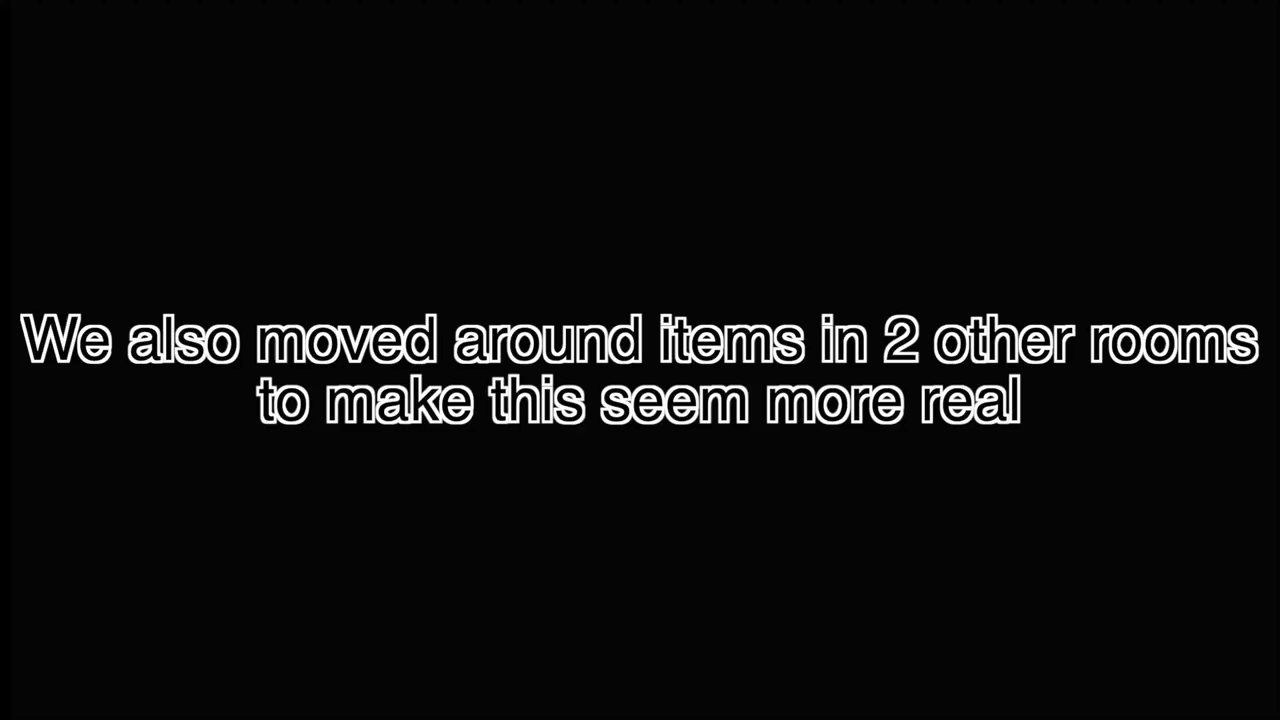 We also moved around items in 2 other rooms
to make this seem more real